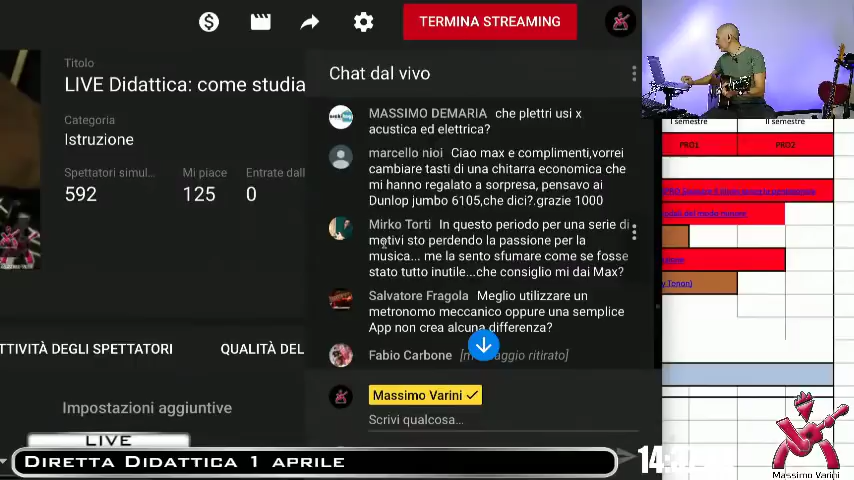 TERMINA STREAMING
Titolo
LIVE Didattica: come studia
Categoria
Istruzione
Spettatori simul...
Mi piace
Entrate dall
592
125
0
TTIVITÀ DEGLI SPETTATORI
QUALITÀ DEL
Impostazioni aggiuntive
Chat dal vivo
MASSIMO DEMARIA che plettri usi x
acustica ed elettrica?
marcello nioi Ciao max e complimenti,vorrei
cambiare tasti di una chitarra economica che
mi hanno regalato a sorpresa, pensavo ai
Dunlop jumbo 6105,che dici?.grazie 1000
Mirko Torti In questo periodo per una serie di
motivi sto perdendo la passione per la
musica... me la sento sfumare come se fosse
stato tutto inutile...che consiglio mi dai Max?
Salvatore Fragola Meglio utilizzare un
metronomo meccanico oppure una semplice
App non crea alcuna differenza?
Fabio Carbone
ritirato]
Massimo Varini
Scrivi qualcosa...
I semestre
II semestre
PRO1
PRO2
modo minore
Tenon)
LIVE
DIRETTA DIDATTICA 1 APRILE
Massimo Varini